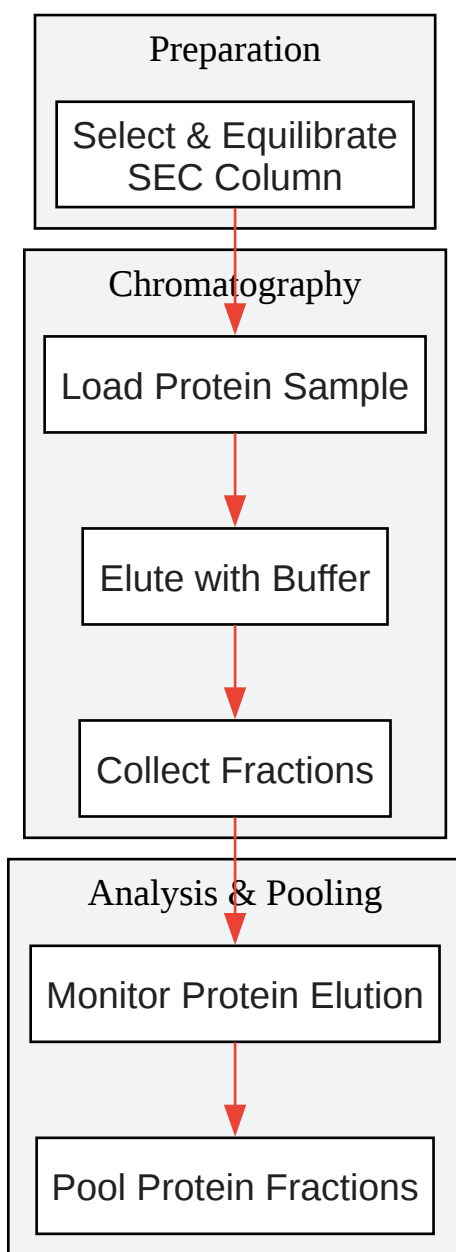 Preparation
Select & Equilibrate
SEC Column
Chromatography
Load Protein Sample
Elute with Buffer
Collect Fractions
Analysis & Pooling
Monitor Protein Elution
Pool Protein Fractions